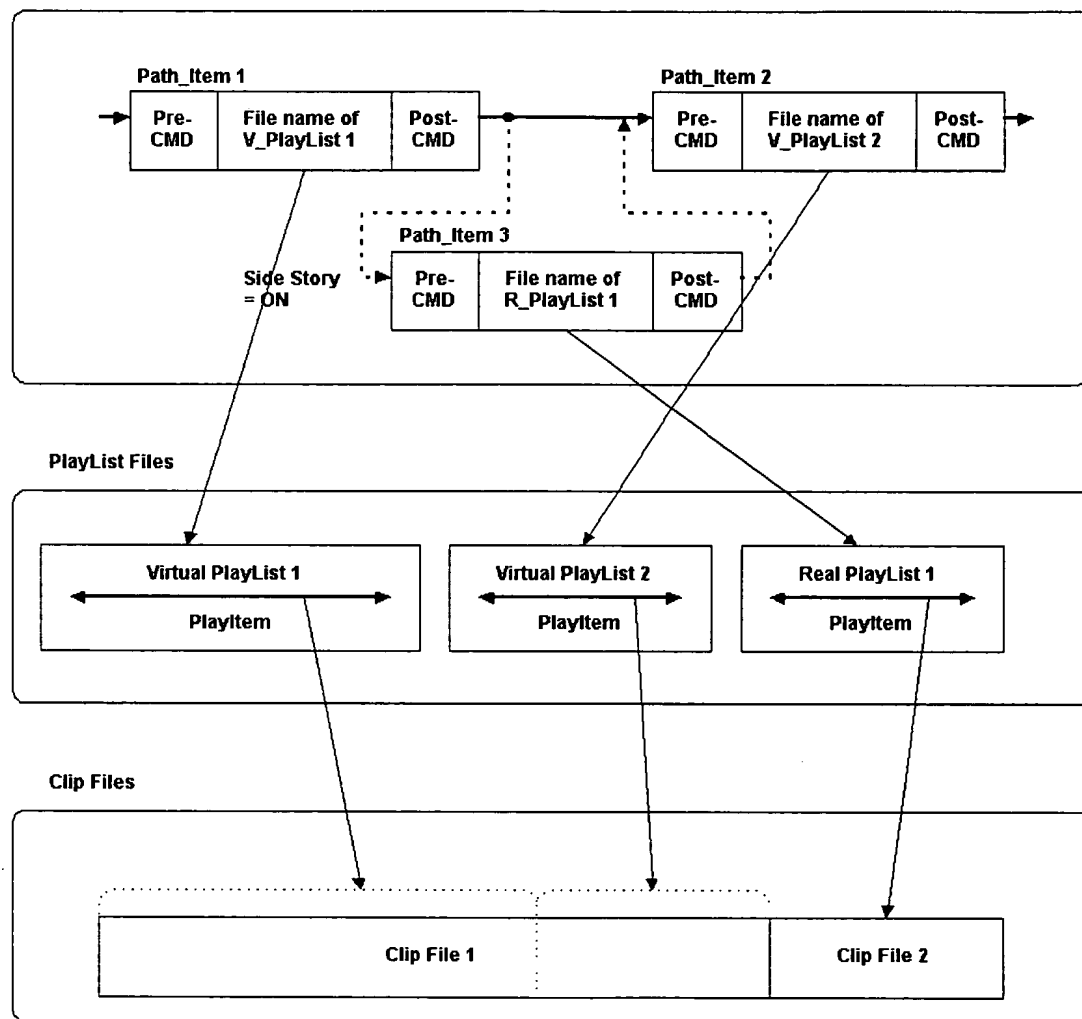 Path_Item 1
Path_Item 2
Pre-
CMD
File name of
V_PlayList 1
Post-
CMD
Pre-
CMD
File name of
V_PlayList 2
Post-
CMD
Path_Item 3
Side Story
= ON
Pre-
CMD
File name of
R_PlayList 1
Post-
CMD
PlayList Files
Virtual PlayList 1
PlayItem
Virtual PlayList 2
PlayItem
Real PlayList 1
PlayItem
Clip Files
Clip File 1
Clip File 2